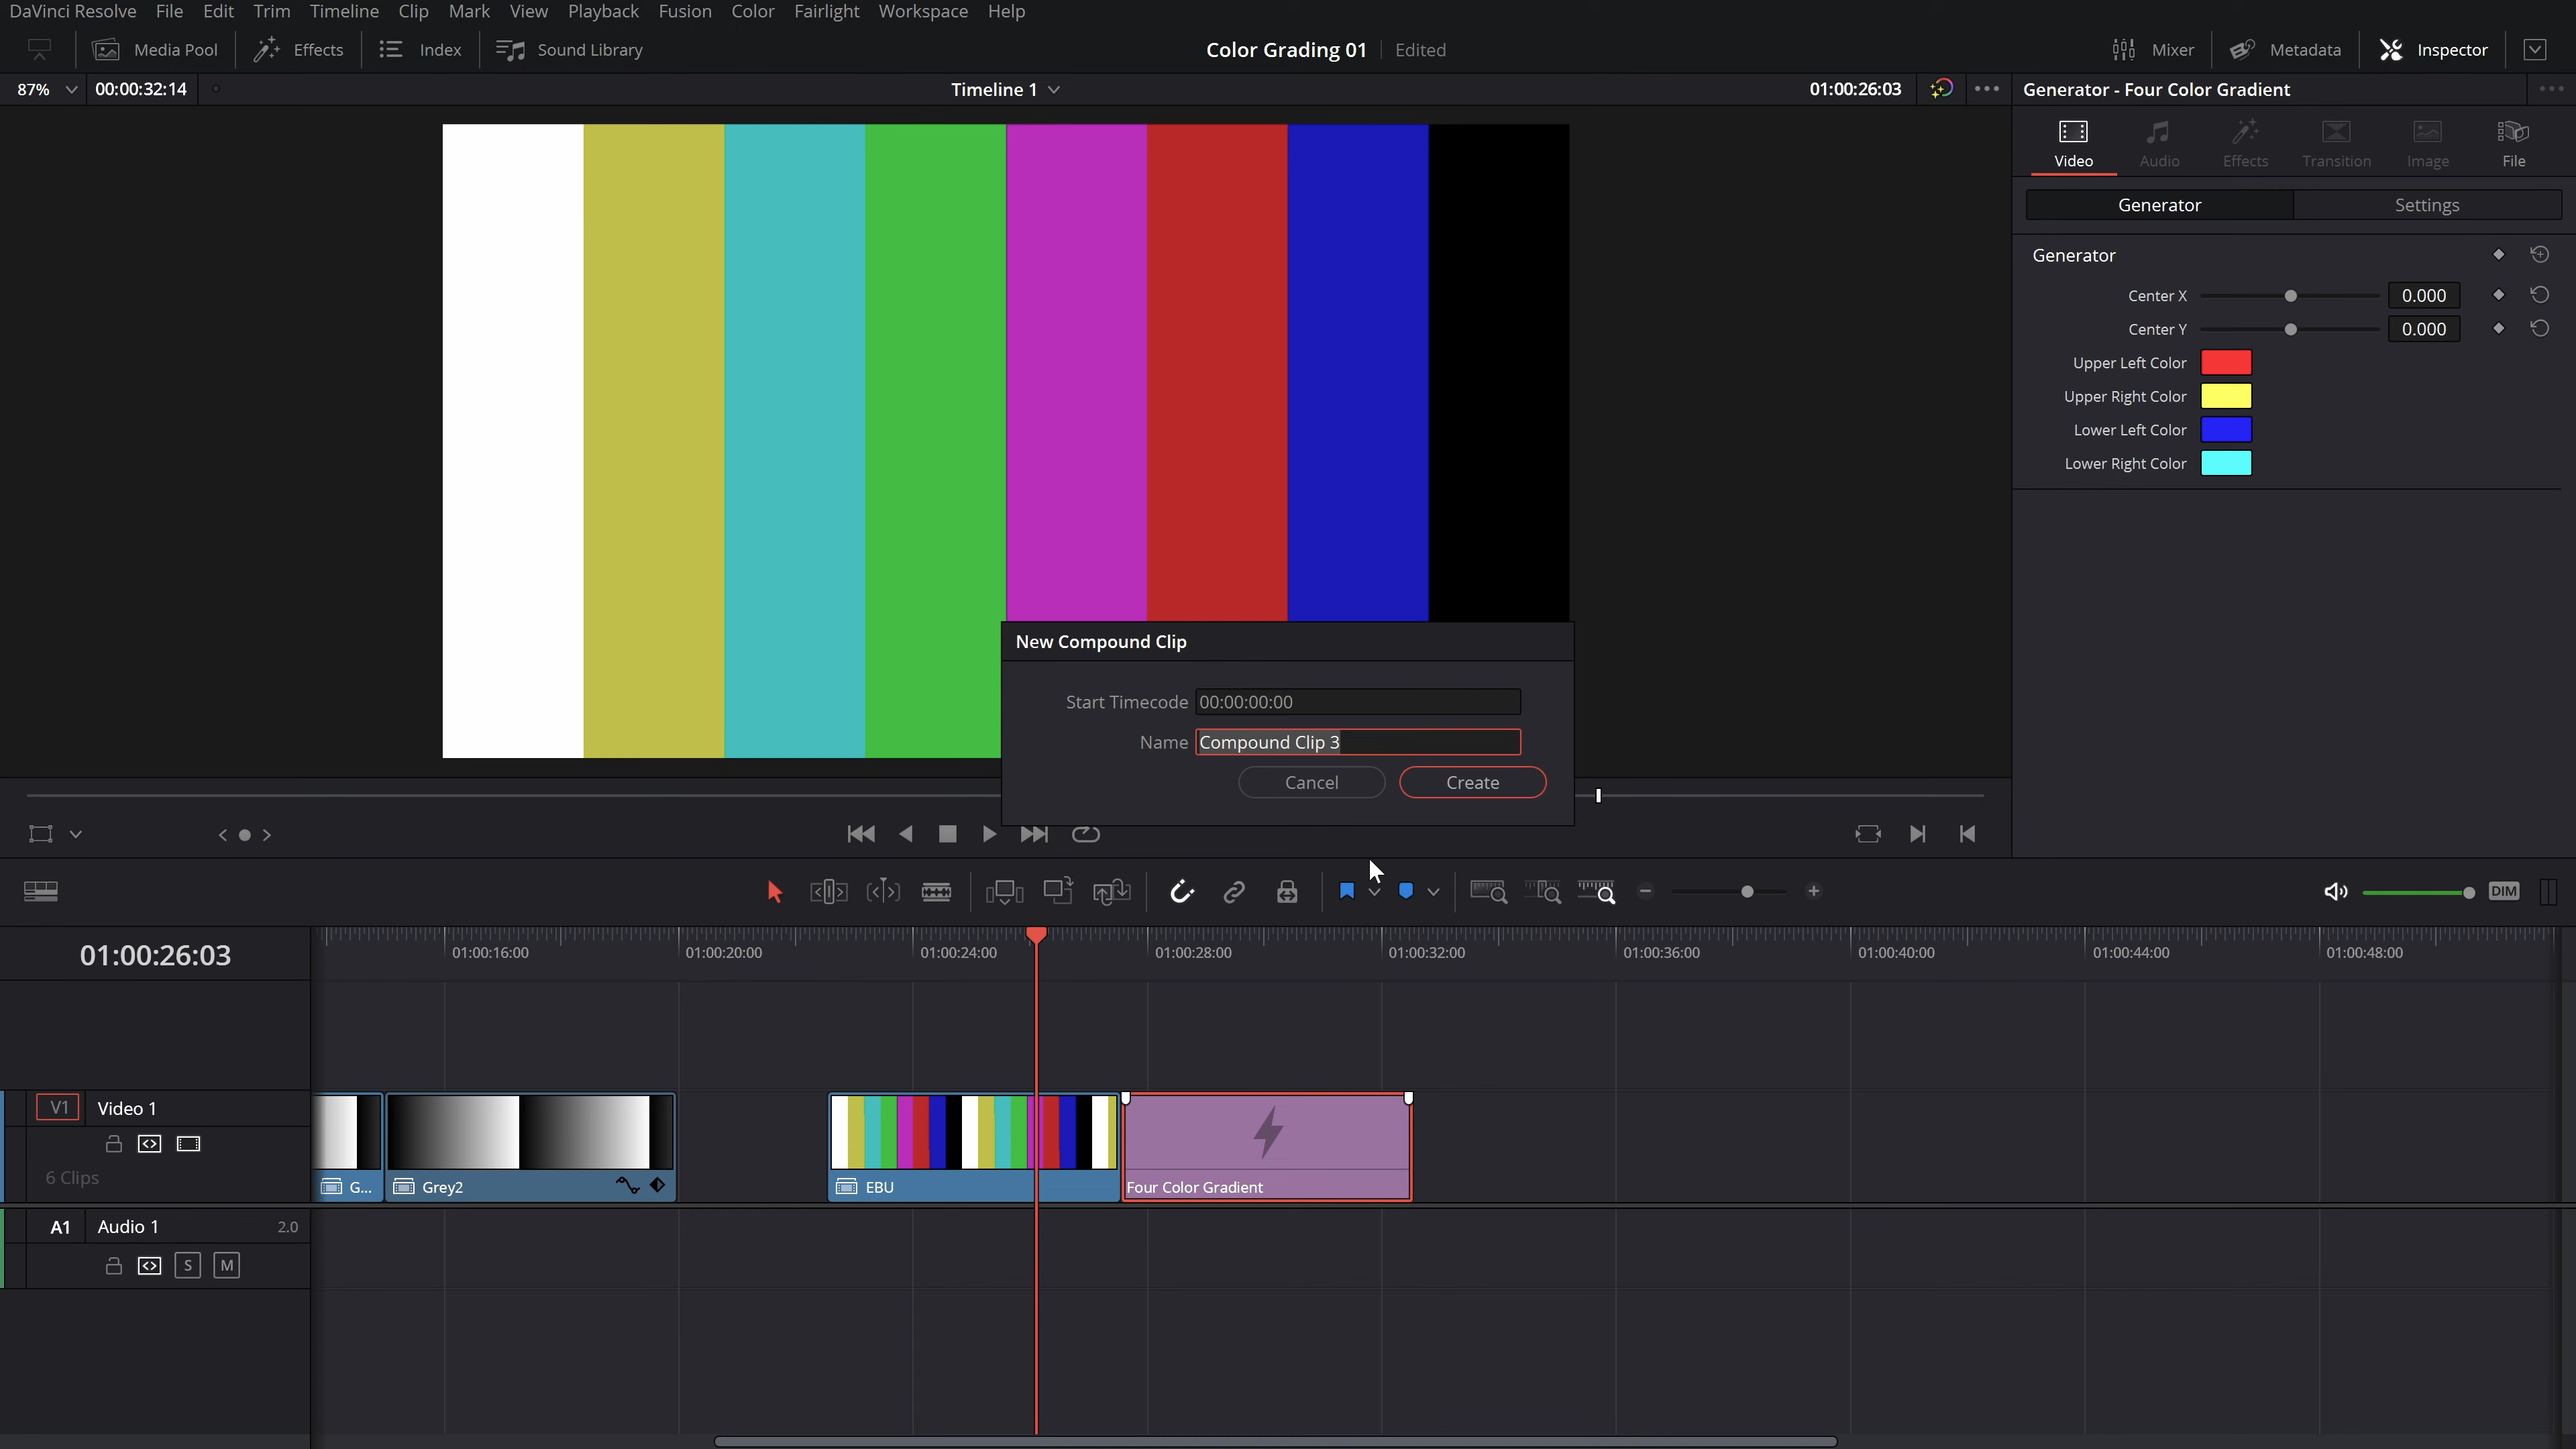 DaVinci Resolve File Edit Trim Timeline Clip Mark View Playback Fusion Color Fairlight Workspace Help
Media Pool Effects Index Sound Library Color Grading 01 Edited Mixer Metadata Inspector
87% 00:00:32:14 Timeline 1 01:00:26:03 Generator - Four Color Gradient
Video Audio Effects Transition Image File
Generator Settings
Generator
Center X 0.000
Center Y 0.000
Upper Left Color
Upper Right Color
Lower Left Color
Lower Right Color
New Compound Clip
Start Timecode 00:00:00:00
Name Compound Clip 3
Cancel Create
DIM
01:00:26:03 01:00:16:00 01:00:20:00 01:00:24:00 01:00:28:00 01:00:32:00 01:00:36:00 01:00:40:00 01:00:44:00 01:00:48:00
V1 Video 1
6 Clips
G... Grey2 EBU Four Color Gradient
A1 Audio 1 2.0
S M